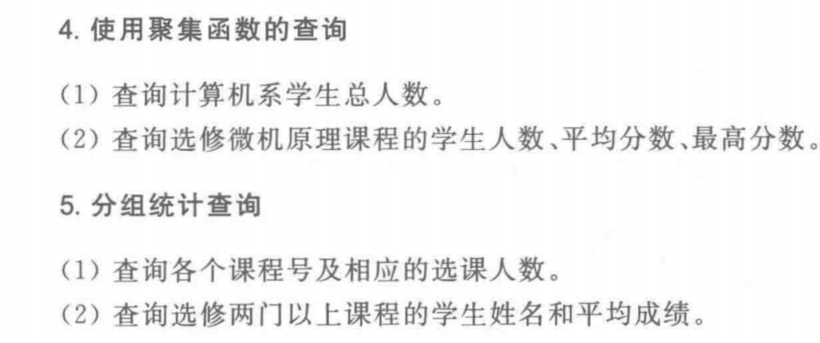 4. 使用聚集函数的查询
(1) 查询计算机系学生总人数。
(2) 查询选修微机原理课程的学生人数、平均分数、最高分数。
5. 分组统计查询
(1) 查询各个课程号及相应的选课人数。
(2) 查询选修两门以上课程的学生姓名和平均成绩。